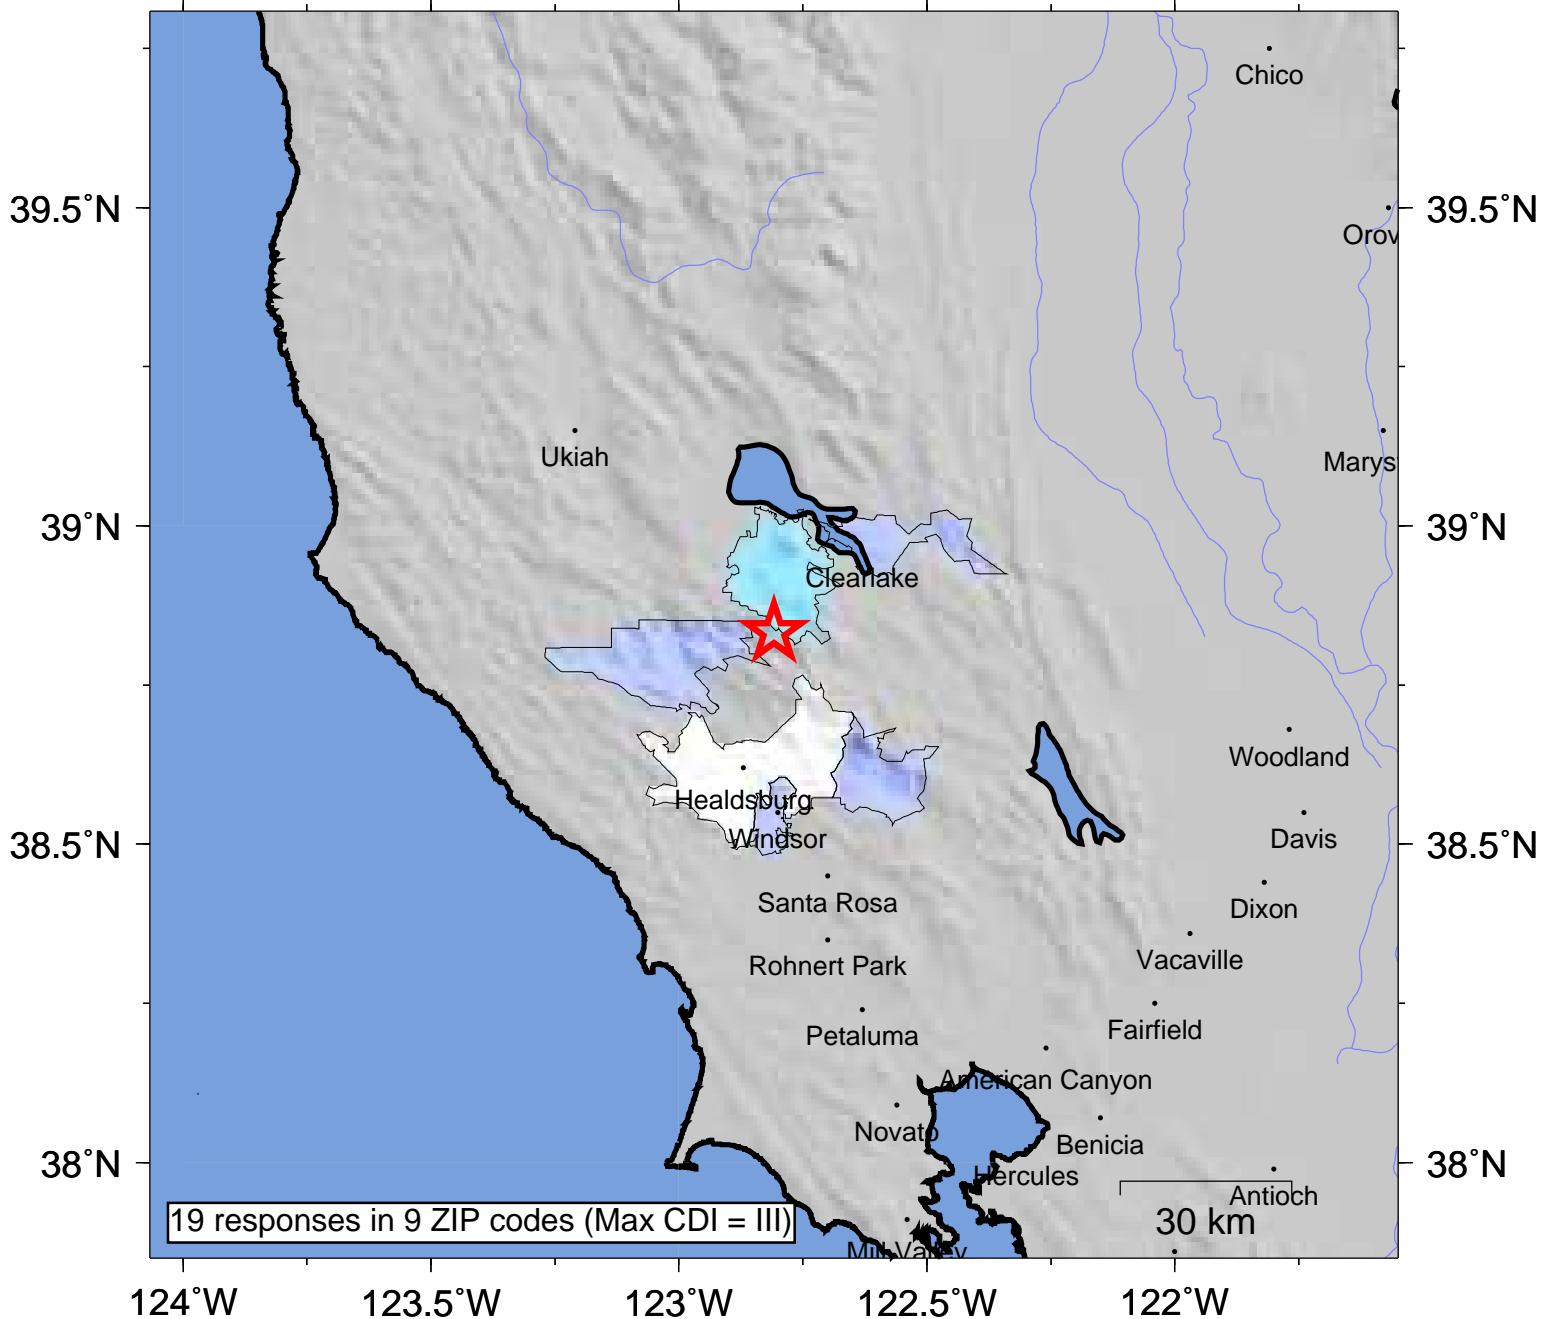 Chico
39.5°N
39.5°N
Orov
Ukiah
Marys
39°N
39°N
Clearlake
Woodland
Healdsburg
Windsor
38.5°N
38.5°N
Davis
Santa Rosa
Dixon
Rohnert Park
Vacaville
Petaluma
Fairfield
American Canyon
Novato
Benicia
38°N
38°N
Hercules
Antioch
19 responses in 9 ZIP codes (Max CDI = III)
30 km
Mill Valley
124°W
123.5°W
123°W
122.5°W
122°W